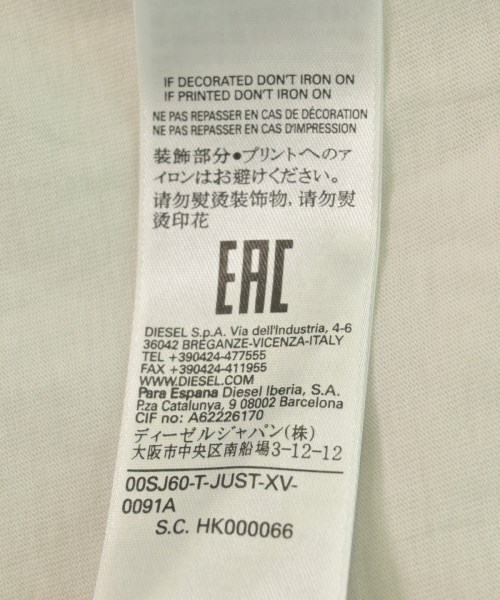 IF DECORATED DON'T IRON ON
IF PRINTED DON'T IRON ON
NE PAS REPASSER EN CAS DE DÉCORATION
NE PAS REPASSER EN CAS D'IMPRESSION
装飾部分●プリントへのア
イロンはお避けください。
请勿熨烫装饰物, 请勿熨
烫印花
EAC
DIESEL S.p.A. Via dell'Industria, 4-6
36042 BREGANZE-VICENZA-ITALY
TEL +390424-477555
FAX +390424-411955
WWW.DIESEL.COM
Para Espana Diesel Iberia, S.A.
P.za Catalunya, 9 08002 Barcelona
CIF no: A62226170
ディーゼルジャパン(株)
大阪市中央区南船場3-12-12
00SJ60-T-JUST-XV-
0091A
S.C. HK000066